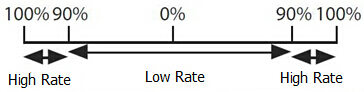 100% 90% 0% 90% 100%
High Rate Low Rate High Rate